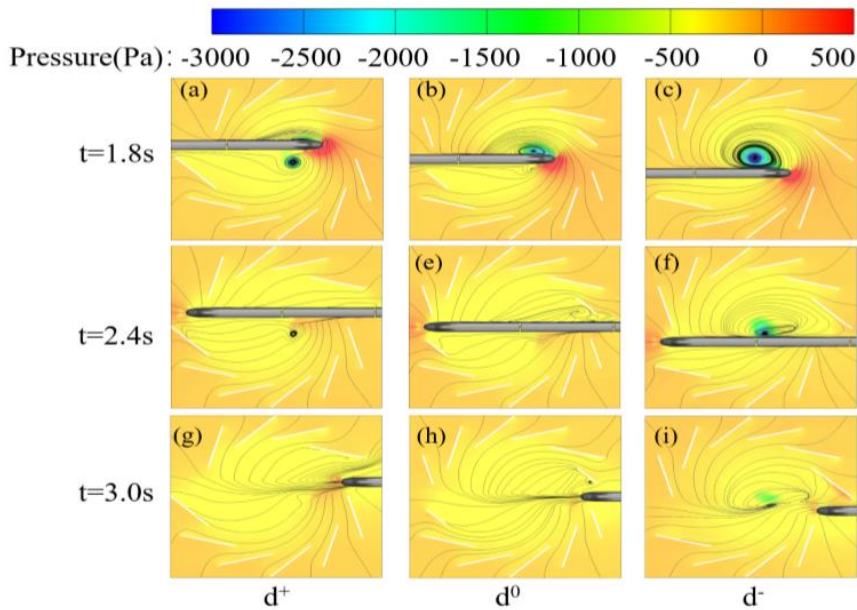 Pressure(Pa): -3000 -2500 -2000 -1500 -1000 -500 0 500
(a) (b) (c)
t=1.8s
(d) (e) (f)
t=2.4s
(g) (h) (i)
t=3.0s
d⁺ d⁰ d⁻